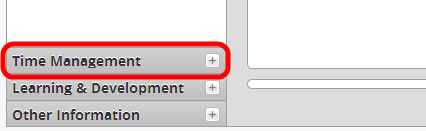 Time Management
Learning & Development
Other Information